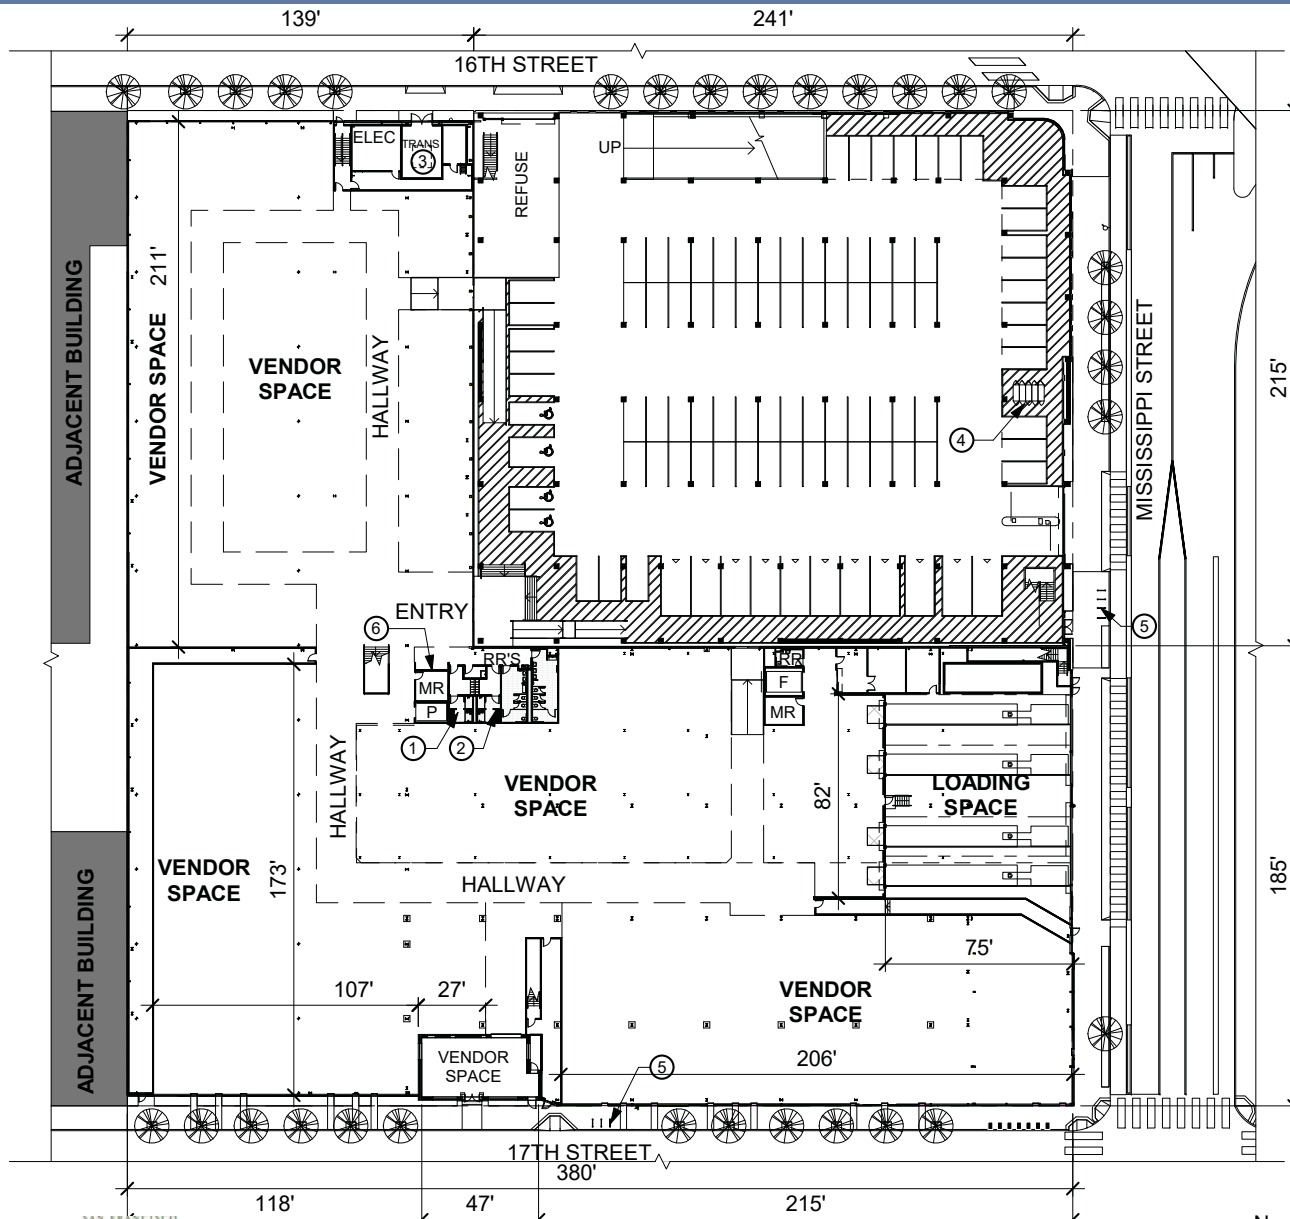 139'
241'
16TH STREET
ELEC
TRANS
3
REFUSE
UP
ADJACENT BUILDING
VENDOR SPACE
211'
VENDOR
SPACE
HALLWAY
4
MISSISSIPPI STREET
215'
5
ENTRY
6
RR'S
MR
P
1
2
RR
F
MR
HALLWAY
VENDOR
SPACE
82'
LOADING
SPACE
VENDOR
SPACE
173'
HALLWAY
185'
ADJACENT BUILDING
75'
107'
27'
VENDOR
SPACE
VENDOR
SPACE
206'
5
17TH STREET
380'
118'
47'
215'
SAN FRANCISCO
N